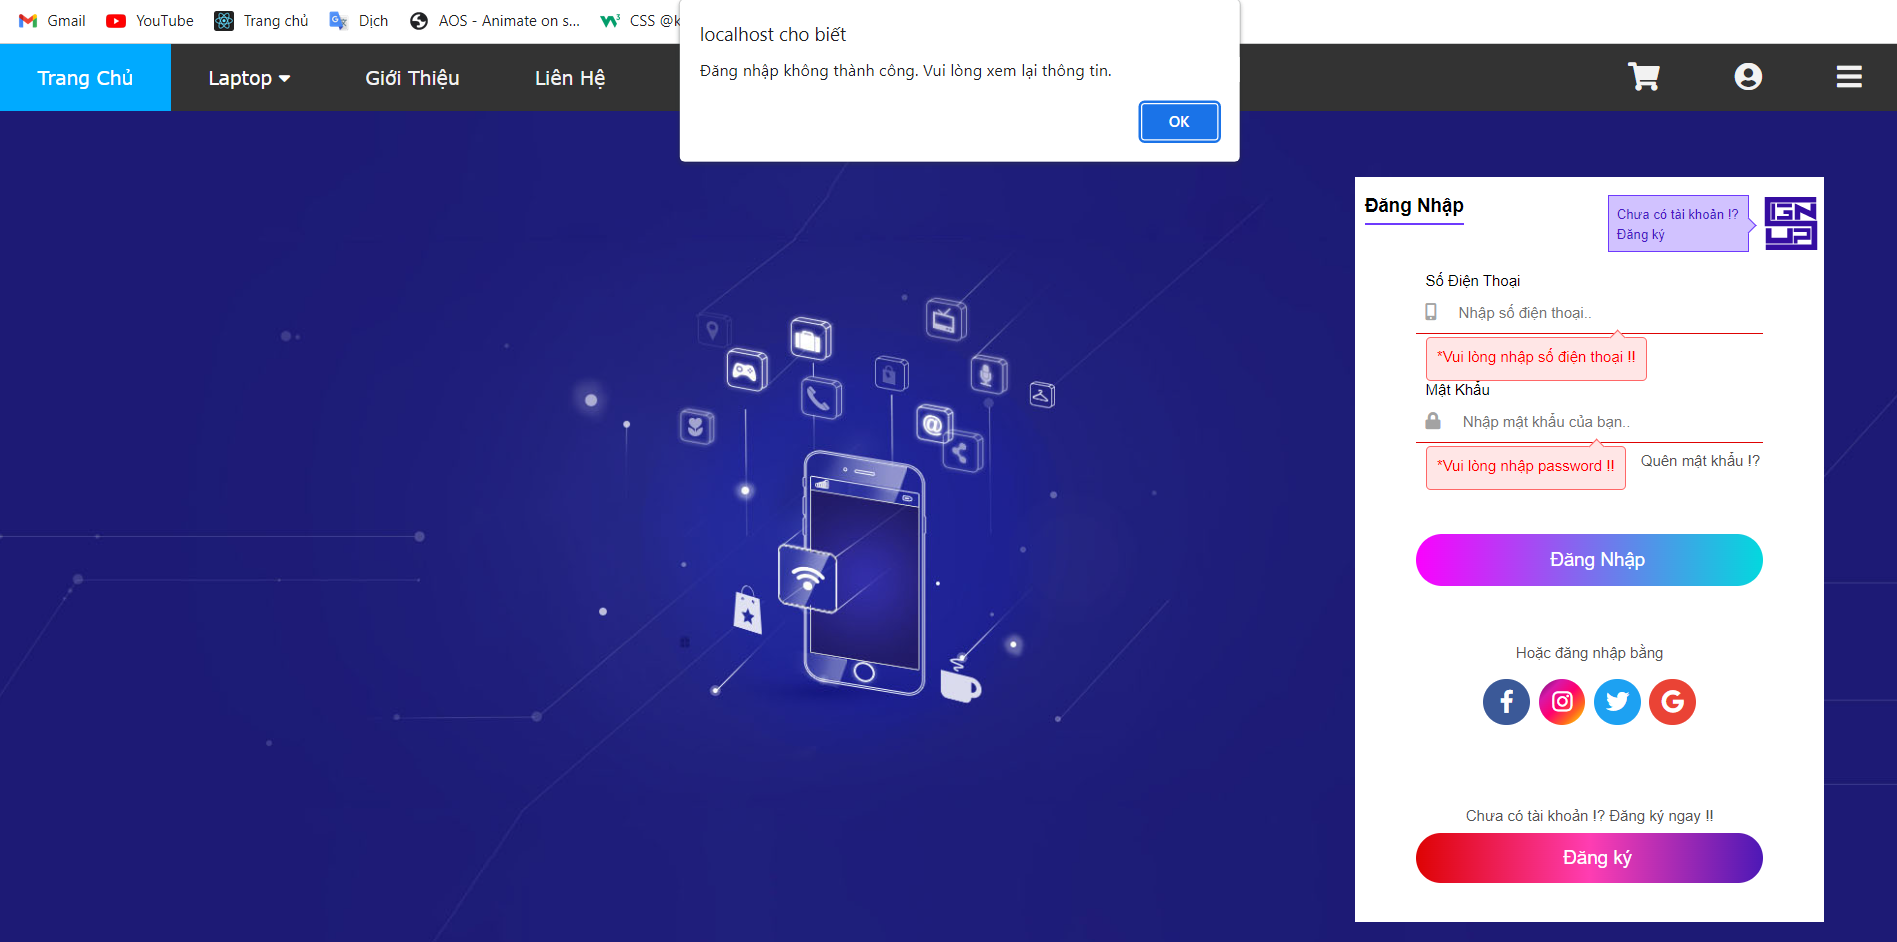 Gmail
YouTube
Trang chủ
Dịch
AOS - Animate on s...
CSS @k
localhost cho biết
Đăng nhập không thành công. Vui lòng xem lại thông tin.
OK
Trang Chủ
Laptop
Giới Thiệu
Liên Hệ
Đăng Nhập
Chưa có tài khoản !?
Đăng ký
Số Điện Thoại
Nhập số điện thoại..
*Vui lòng nhập số điện thoại !!
Mật Khẩu
Nhập mật khẩu của bạn..
*Vui lòng nhập password !!
Quên mật khẩu !?
Đăng Nhập
Hoặc đăng nhập bằng
Chưa có tài khoản !? Đăng ký ngay !!
Đăng ký